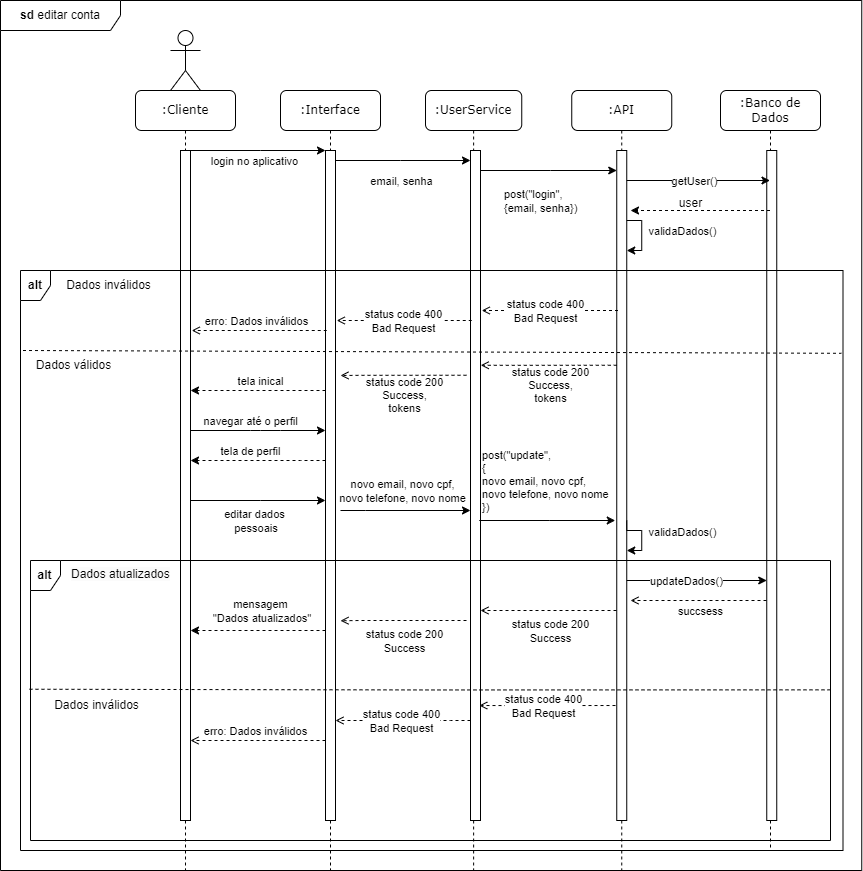 sd editar conta
:Cliente
:Interface
:UserService
:API
:Banco de
Dados
login no aplicativo
email, senha
post("login",
{email, senha})
getUser()
user
validaDados()
alt
Dados inválidos
status code 400
Bad Request
status code 400
Bad Request
erro: Dados inválidos
Dados válidos
status code 200
Success,
tokens
status code 200
Success,
tokens
tela inical
navegar até o perfil
tela de perfil
editar dados
pessoais
novo email, novo cpf,
novo telefone, novo nome
post("update",
{
novo email, novo cpf,
novo telefone, novo nome
})
validaDados()
alt
Dados atualizados
updateDados()
succsess
status code 200
Success
status code 200
Success
mensagem
"Dados atualizados"
Dados inválidos
status code 400
Bad Request
status code 400
Bad Request
erro: Dados inválidos